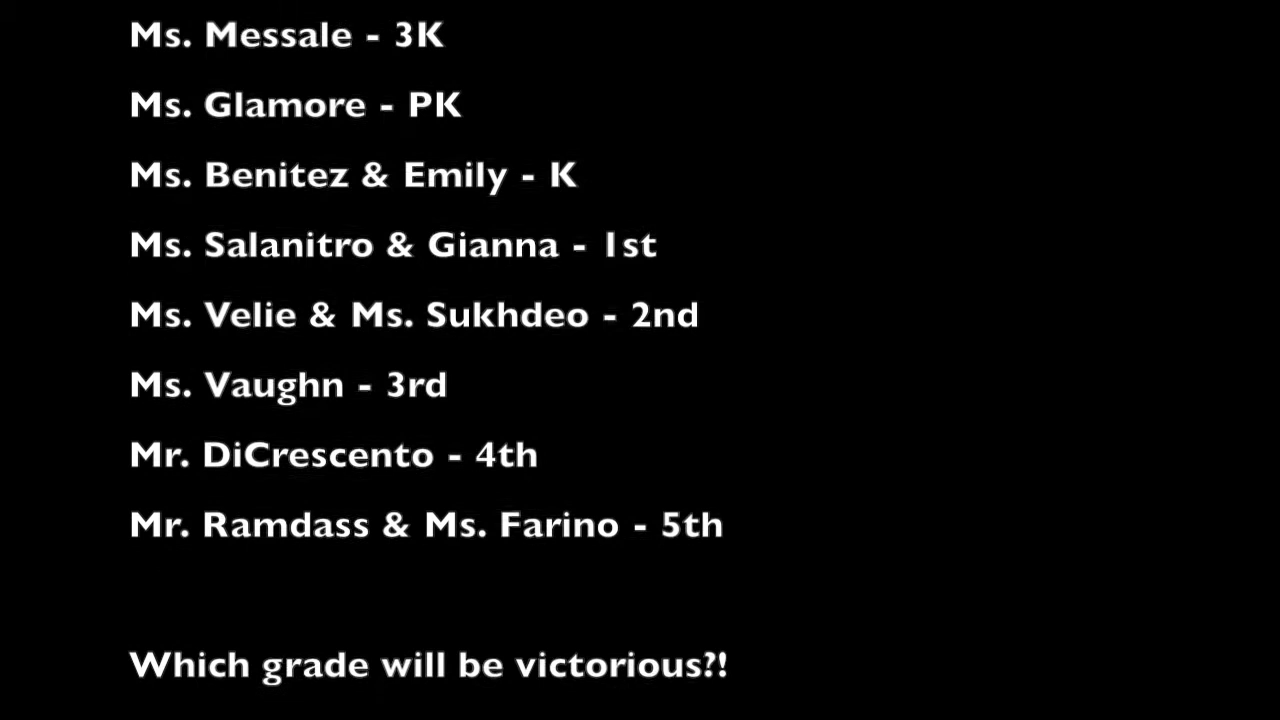 Ms. Messale - 3K
Ms. Glamore - PK
Ms. Benitez & Emily - K
Ms. Salanitro & Gianna - 1st
Ms. Velie & Ms. Sukhdeo - 2nd
Ms. Vaughn - 3rd
Mr. DiCrescento - 4th
Mr. Ramdass & Ms. Farino - 5th
Which grade will be victorious?!